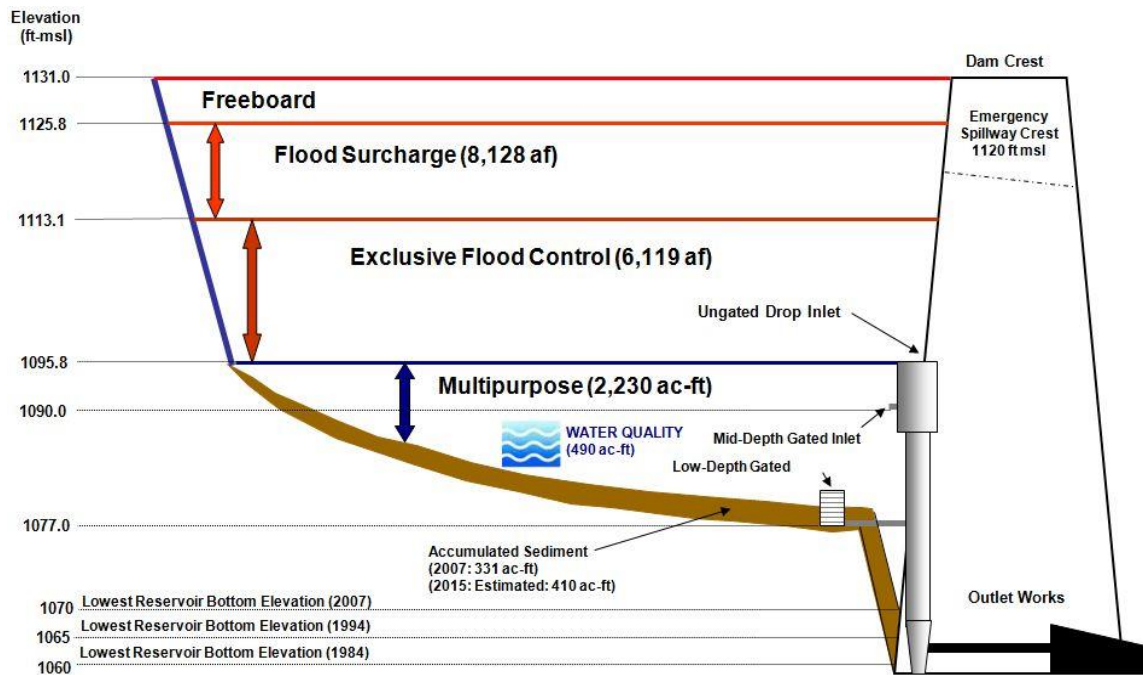 Elevation
(ft-msl)
1131.0
Dam Crest
Freeboard
1125.8
Emergency
Spillway Crest
1120 ft msl
Flood Surcharge (8,128 af)
1113.1
Exclusive Flood Control (6,119 af)
Ungated Drop Inlet
1095.8
Multipurpose (2,230 ac-ft)
1090.0
WATER QUALITY
(490 ac-ft)
Mid-Depth Gated Inlet
Low-Depth Gated
1077.0
Accumulated Sediment
(2007: 331 ac-ft)
(2015: Estimated: 410 ac-ft)
Lowest Reservoir Bottom Elevation (2007)
1070
Outlet Works
Lowest Reservoir Bottom Elevation (1994)
1065
Lowest Reservoir Bottom Elevation (1984)
1060